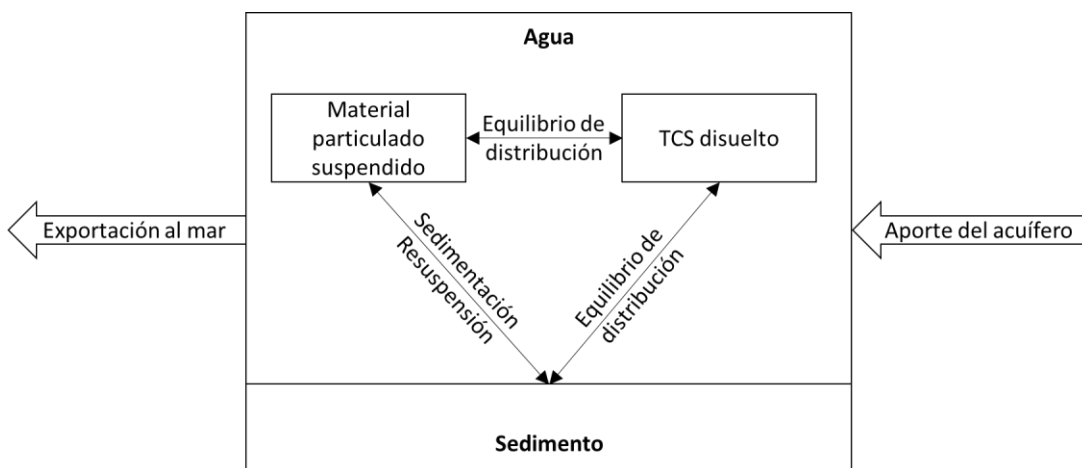 Agua
Material
particulado
suspendido
Equilibrio de
distribución
TCS disuelto
Exportación al mar
Sedimentación
Resuspensión
Equilibrio de
distribución
Aporte del acuífero
Sedimento